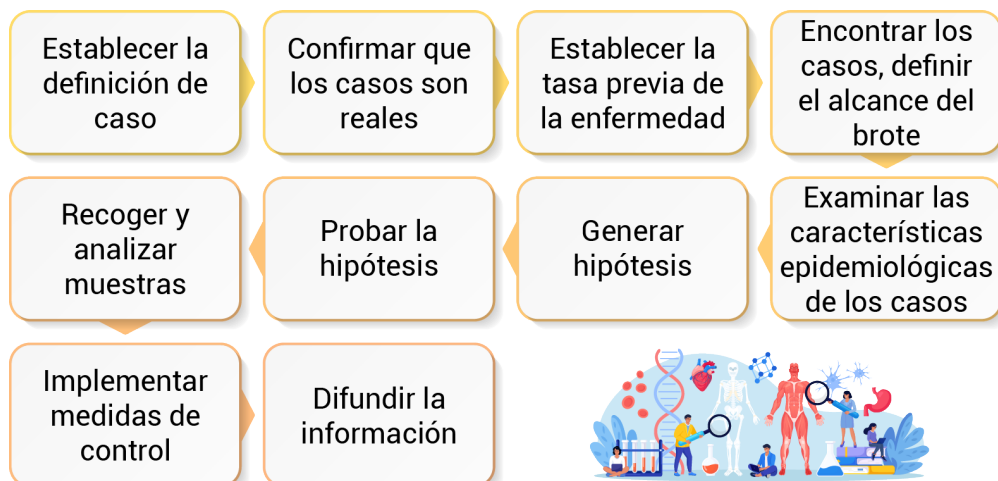 Establecer la
definición de
caso
Confirmar que
los casos son
reales
Establecer la
tasa previa de
la enfermedad
Encontrar los
casos, definir
el alcance del
brote
Examinar las
características
epidemiológicas
de los casos
Generar
hipótesis
Probar la
hipótesis
Recoger y
analizar
muestras
Implementar
medidas de
control
Difundir la
información